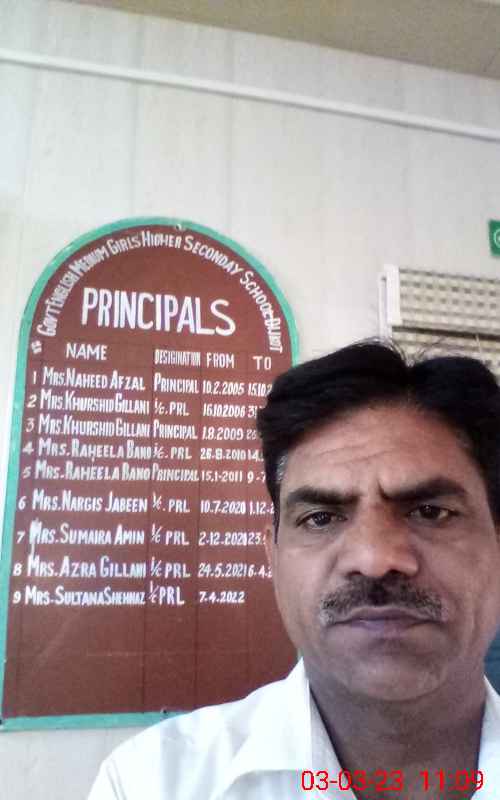 GOVT ENGLISH MEDIUM GIRLS HIGHER SECONDAY SCHOOL
PRINCIPALS
NAME DESIGINATION FROM TO
1 MRS. NAHEED AFZAL PRINCIPAL 10.2.2005
2 MRS. KHURSHID GILLANI I/C. PRL 16.10.2006
3 MRS. KHURSHID GILLANI PRINCIPAL 1.8.2009
4 MRS. RAHEELA BANO I/C. PRL 26.8.2010
5 MRS. RAHEELA BANO PRINCIPAL 15.1-2011
6 MRS. NARGIS JABEEN I/C. PRL 10.7.2020
7 MRS. SUMAIRA AMIN I/C PRL 2-12.2020
8 MRS. AZRA GILLANI I/C PRL 24.5.2021
9 MRS. SULTANA SHEHNAZ I/C PRL 7.4.2022
03-03-23 11:09